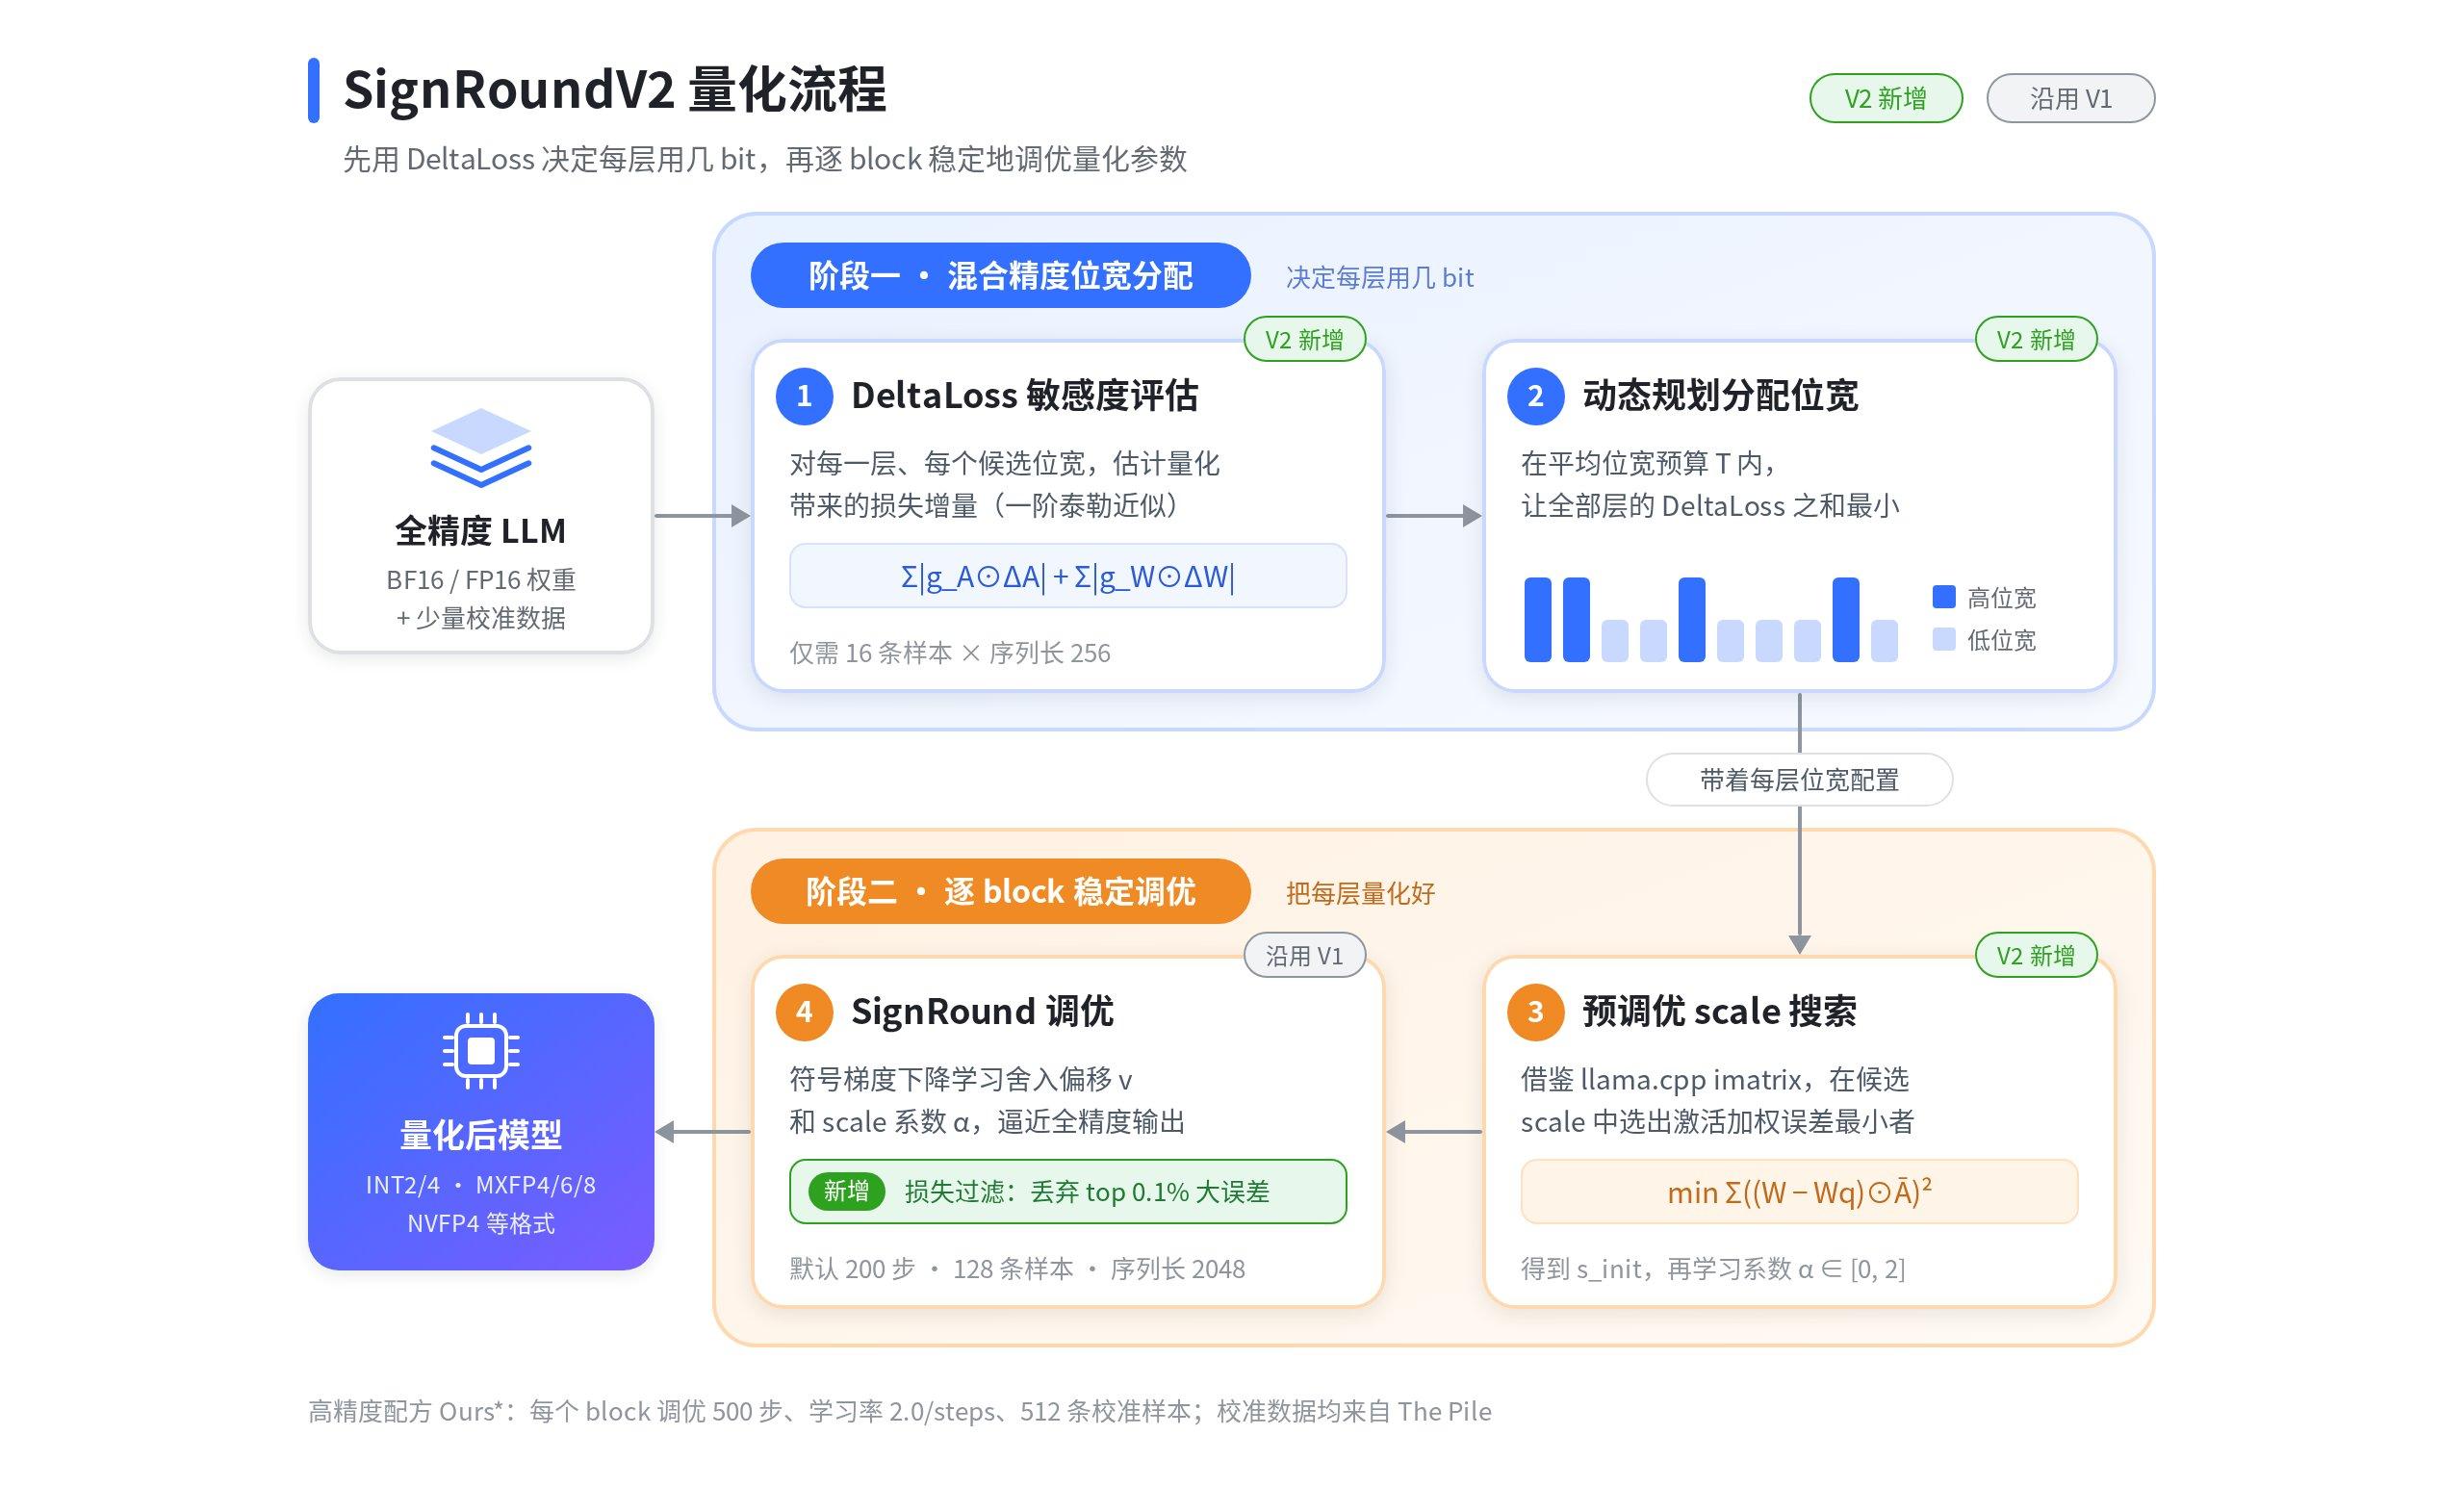 SignRoundV2 量化流程
V2 新增
沿用 V1
先用 DeltaLoss 决定每层用几 bit，再逐 block 稳定地调优量化参数
阶段一 · 混合精度位宽分配
决定每层用几 bit
全精度 LLM
BF16 / FP16 权重
+ 少量校准数据
V2 新增
1 DeltaLoss 敏感度评估
对每一层、每个候选位宽，估计量化
带来的损失增量（一阶泰勒近似）
Σ|g_A⊙ΔA| + Σ|g_W⊙ΔW|
仅需 16 条样本 × 序列长 256
V2 新增
2 动态规划分配位宽
在平均位宽预算 T 内，
让全部层的 DeltaLoss 之和最小
高位宽
低位宽
带着每层位宽配置
阶段二 · 逐 block 稳定调优
把每层量化好
V2 新增
3 预调优 scale 搜索
借鉴 llama.cpp imatrix，在候选
scale 中选出激活加权误差最小者
min Σ((W − Wq)⊙Ā)²
得到 s_init，再学习系数 α ∈ [0, 2]
沿用 V1
4 SignRound 调优
符号梯度下降学习舍入偏移 v
和 scale 系数 α，逼近全精度输出
新增 损失过滤：丢弃 top 0.1% 大误差
默认 200 步 · 128 条样本 · 序列长 2048
量化后模型
INT2/4 · MXFP4/6/8
NVFP4 等格式
高精度配方 Ours*：每个 block 调优 500 步、学习率 2.0/steps、512 条校准样本；校准数据均来自 The Pile